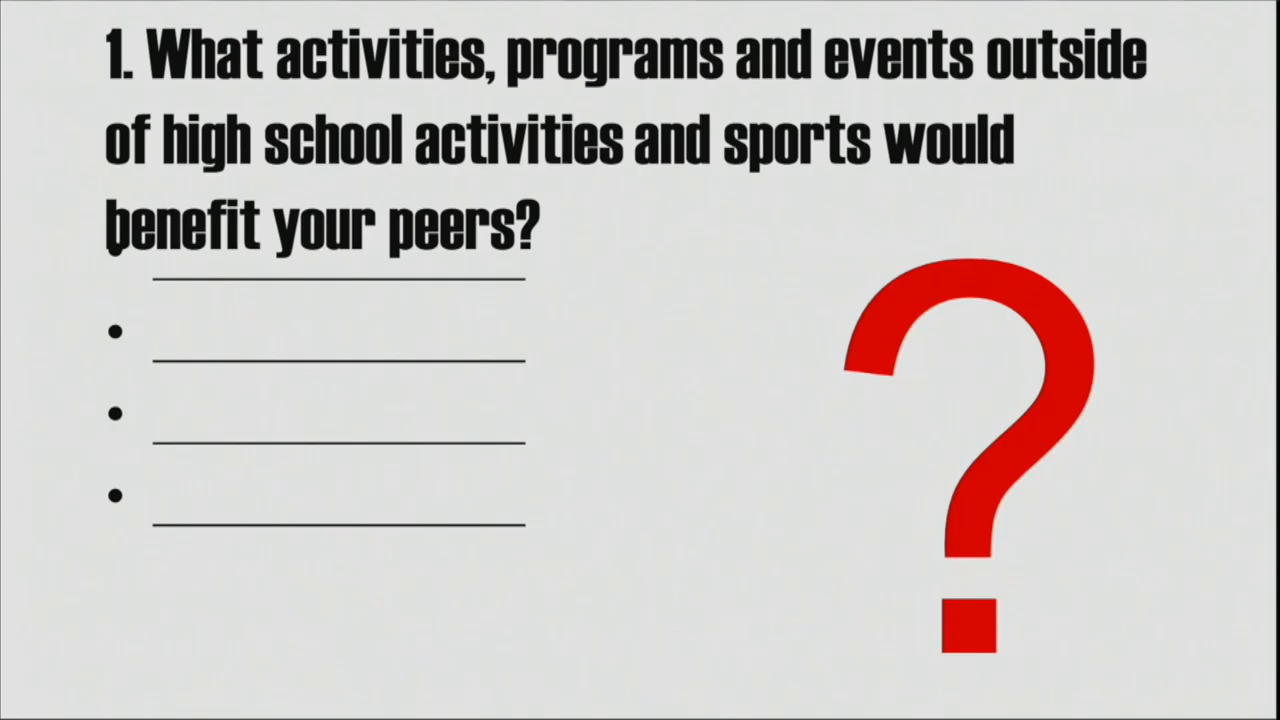 1. What activities, programs and events outside
of high school activities and sports would
benefit your peers?
?